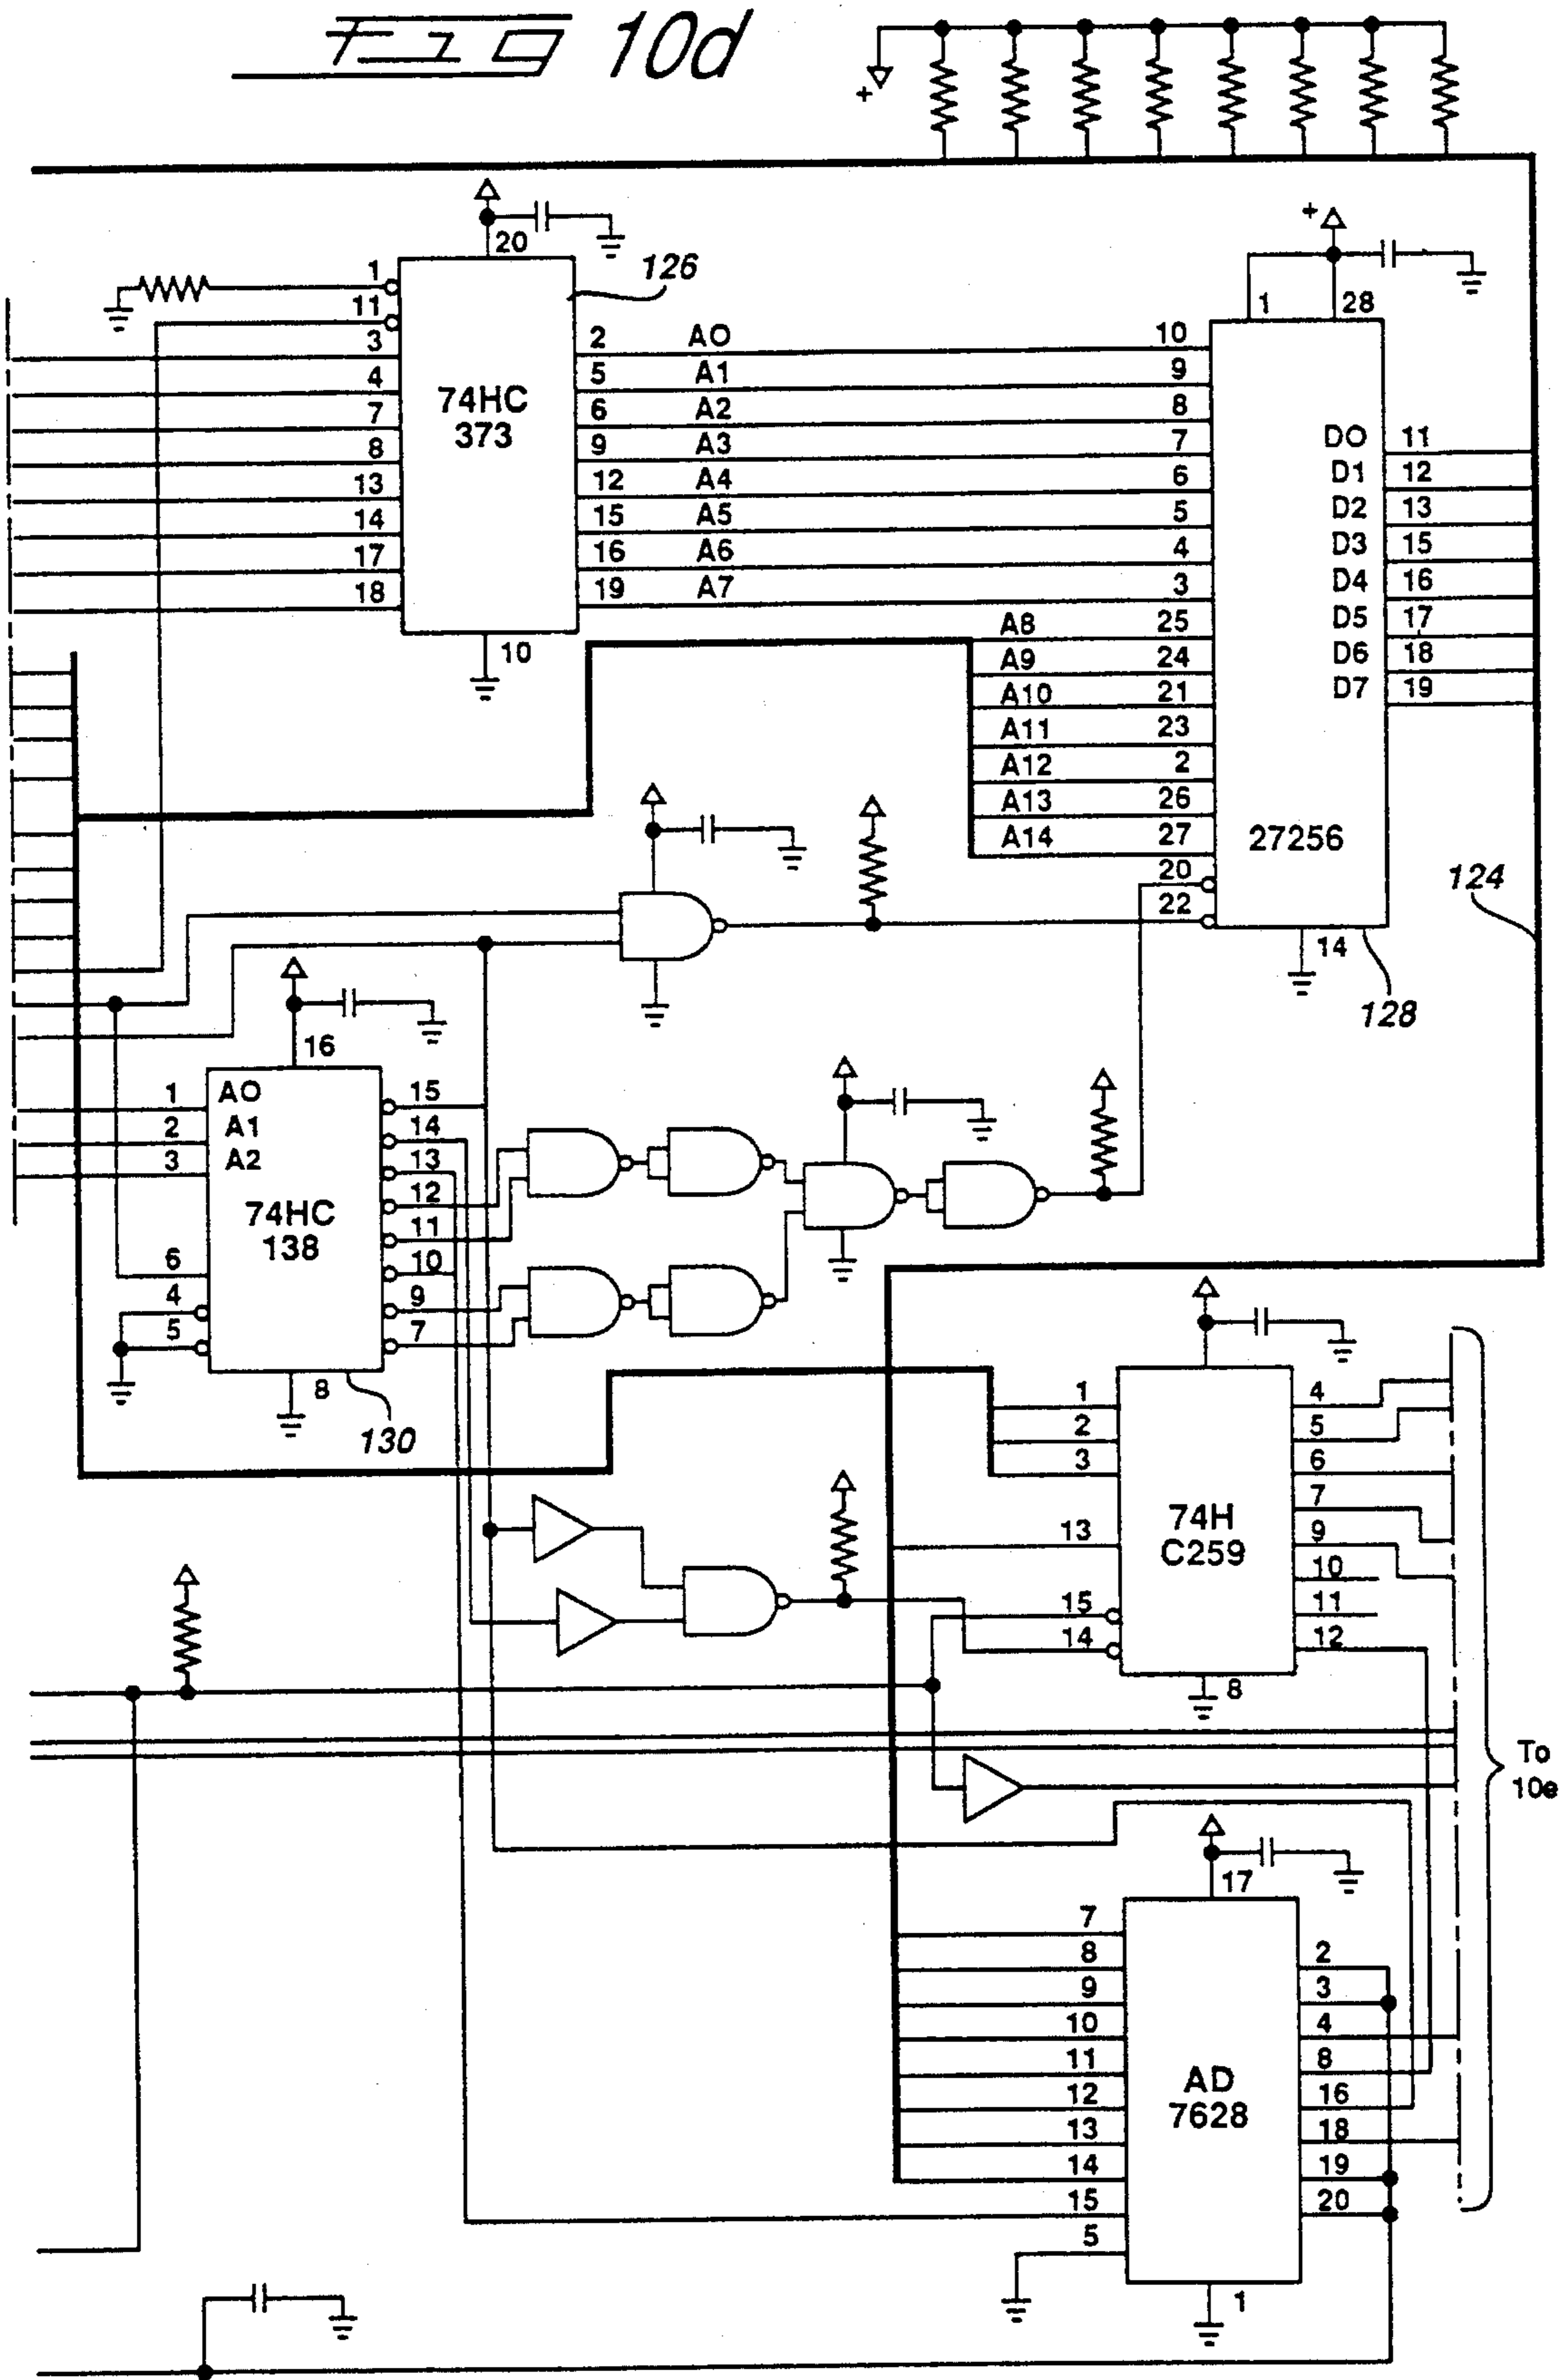 Fig 10d
+
20
1
11
3
4
7
8
13
14
17
18
74HC
373
126
2 A0
5 A1
6 A2
9 A3
12 A4
15 A5
16 A6
19 A7
10
+
1 28
10
9
8
7
6
5
4
3
A8 25
A9 24
A10 21
A11 23
A12 2
A13 26
A14 27
20
22
D0 11
D1 12
D2 13
D3 15
D4 16
D5 17
D6 18
D7 19
27256
14
128
124
16
1 A0
2 A1
3 A2
74HC
138
6
4
5
15
14
13
12
11
10
9
7
8
130
1
2
3
13
15
14
74H
C259
4
5
6
7
9
10
11
12
8
To
10e
17
7
8
9
10
11
12
13
14
15
5
AD
7628
2
3
4
8
16
18
19
20
1